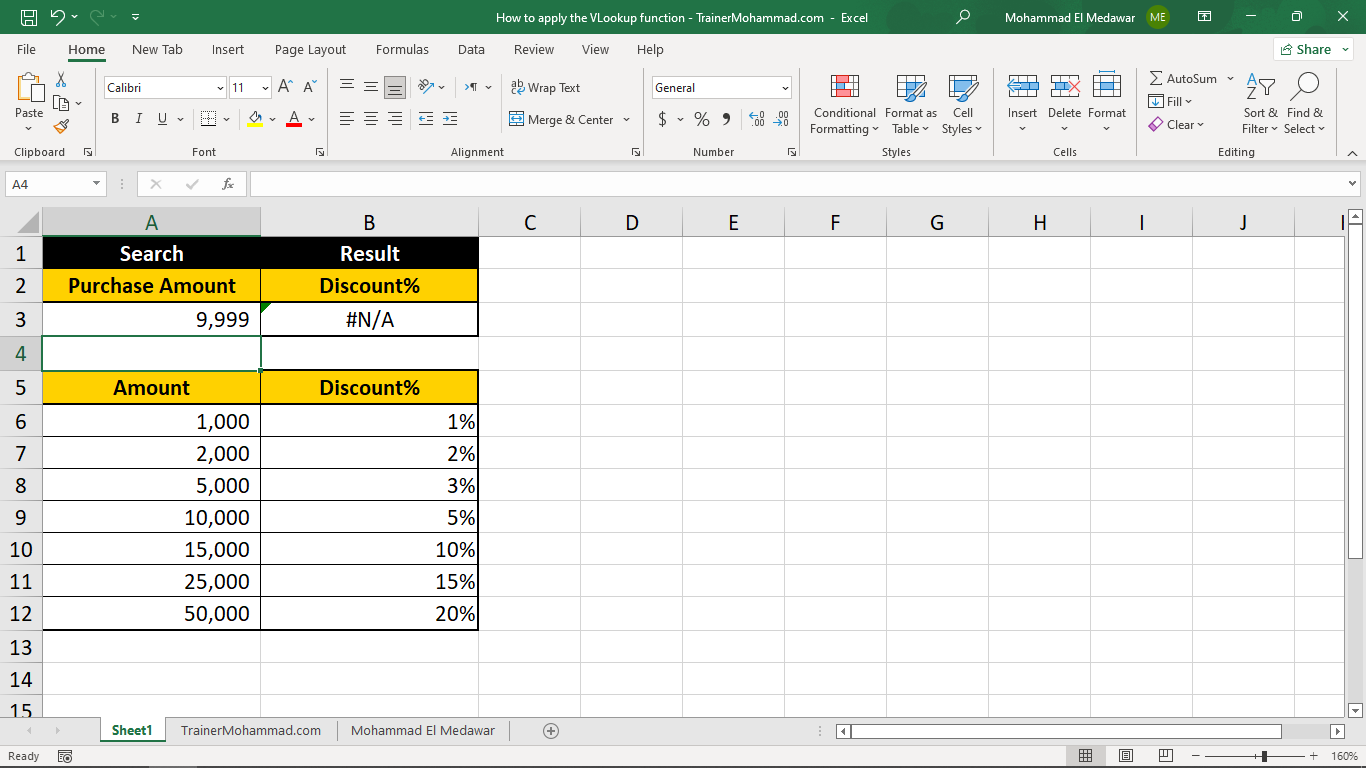 How to apply the VLookup function - TrainerMohammad.com - Excel
Mohammad El Medawar ME
File Home New Tab Insert Page Layout Formulas Data Review View Help Share
Paste
Calibri 11
B I U A
A A
ab Wrap Text
Merge & Center
General
$ % 9
Conditional Formatting
Format as Table
Cell Styles
Insert Delete Format
AutoSum
Fill
Clear
Sort & Filter
Find & Select
Clipboard Font Alignment Number Styles Cells Editing
A4 fx
A B C D E F G H I J
1 Search Result
2 Purchase Amount Discount%
3 9,999 #N/A
4
5 Amount Discount%
6 1,000 1%
7 2,000 2%
8 5,000 3%
9 10,000 5%
10 15,000 10%
11 25,000 15%
12 50,000 20%
13
14
15
Sheet1 TrainerMohammad.com Mohammad El Medawar
Ready 160%